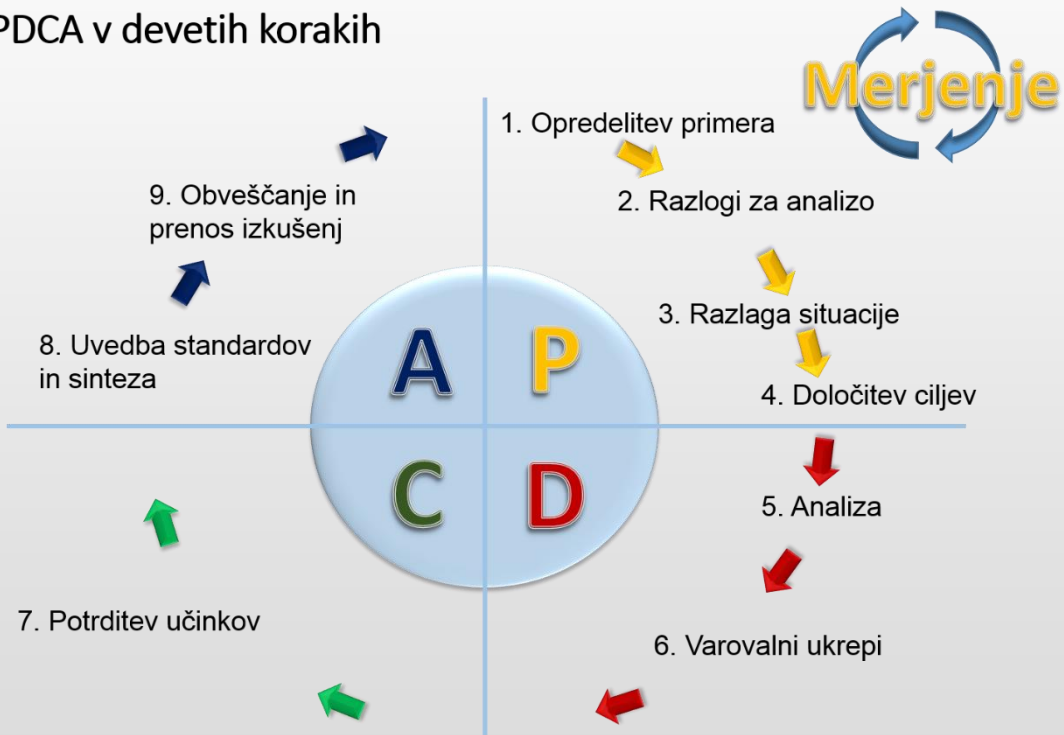 PDCA v devetih korakih
Merjenje
1. Opredelitev primera
2. Razlogi za analizo
3. Razlaga situacije
4. Določitev ciljev
5. Analiza
6. Varovalni ukrepi
7. Potrditev učinkov
8. Uvedba standardov
in sinteza
9. Obveščanje in
prenos izkušenj
A P
C D